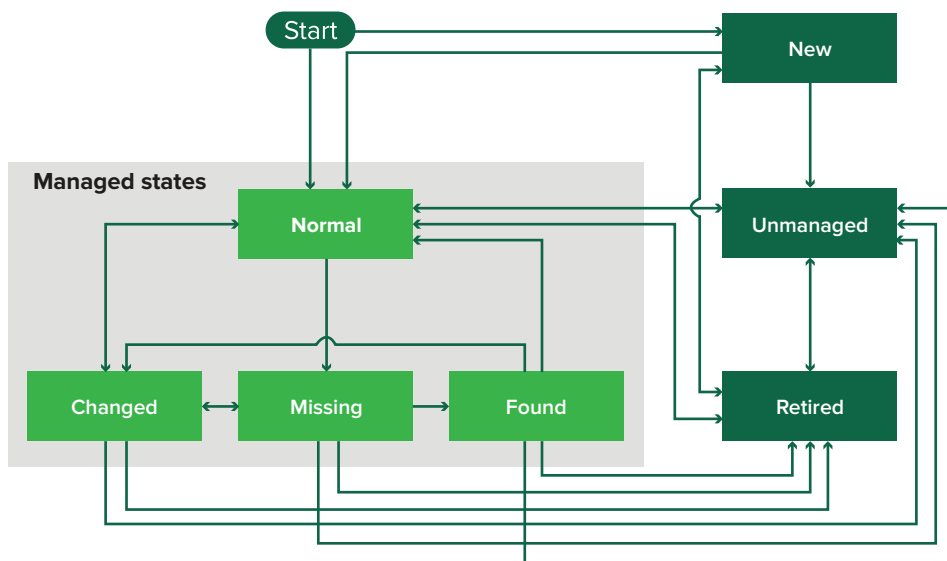 Start
New
Managed states
Normal
Unmanaged
Changed
Missing
Found
Retired